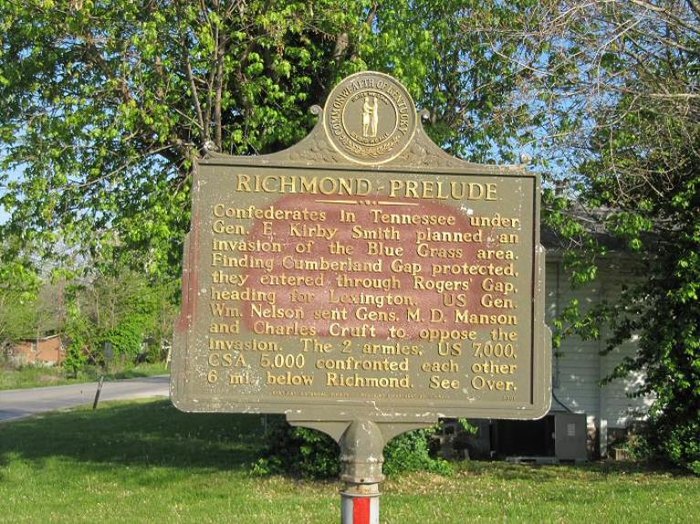 COMMONWEALTH OF KENTUCKY
RICHMOND-PRELUDE
Confederates in Tennessee under
Gen. E. Kirby Smith planned an
invasion of the Blue Grass area.
Finding Cumberland Gap protected,
they entered through Rogers' Gap,
heading for Lexington. US Gen.
Wm. Nelson sent Gens. M. D. Manson
and Charles Cruft to oppose the
invasion. The 2 armies, US 7,000,
CSA 5,000 confronted each other
6 mi. below Richmond. See Over.